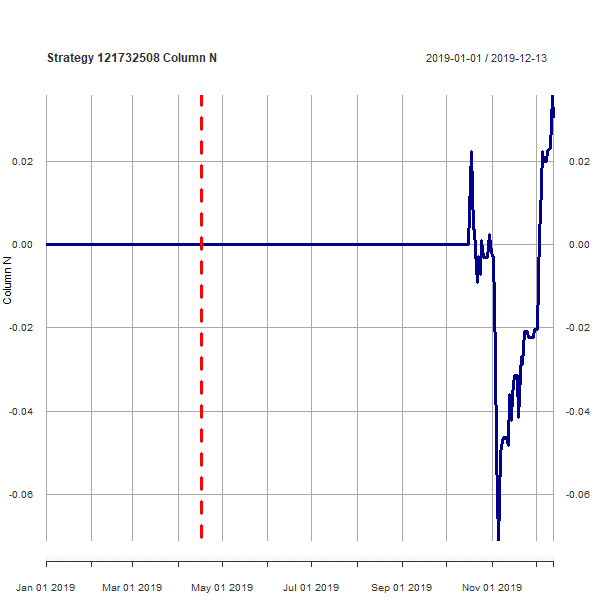 Strategy 121732508 Column N
2019-01-01 / 2019-12-13
0.02
0.02
0.00
0.00
Column N
-0.02
-0.02
-0.04
-0.04
-0.06
-0.06
Jan 01 2019
Mar 01 2019
May 01 2019
Jul 01 2019
Sep 01 2019
Nov 01 2019